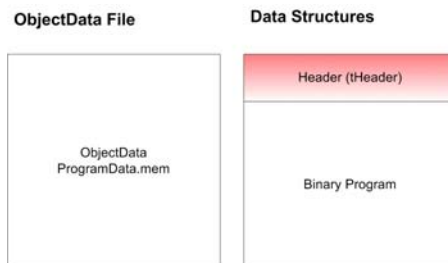 ObjectData File
Data Structures
Header (tHeader)
ObjectData
ProgramData.mem
Binary Program